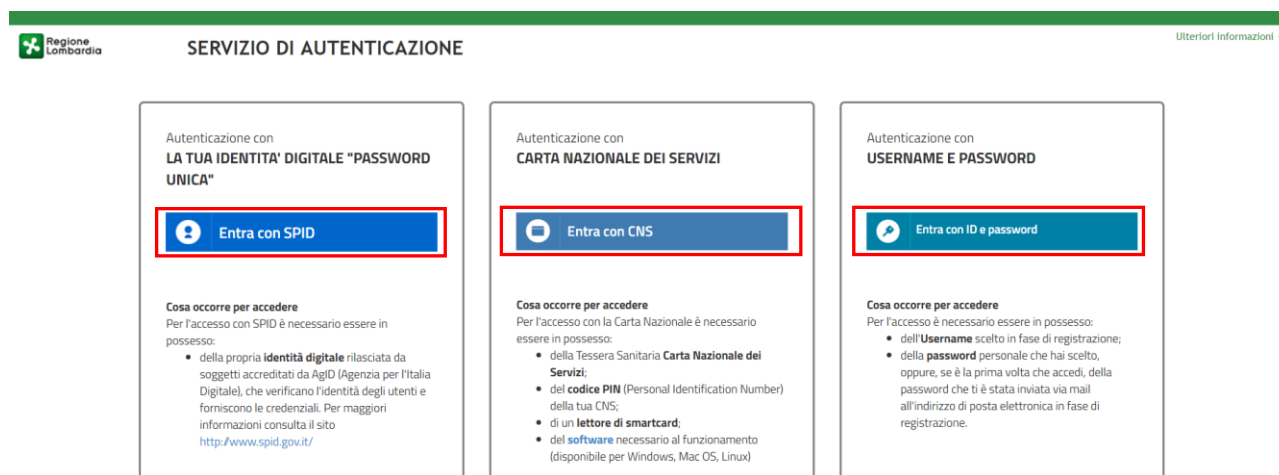 Regione
Lombardia
SERVIZIO DI AUTENTICAZIONE
Ulteriori informazioni
Autenticazione con
LA TUA IDENTITA' DIGITALE "PASSWORD
UNICA"
Entra con SPID
Cosa occorre per accedere
Per l'accesso con SPID è necessario essere in
possesso:
• della propria identità digitale rilasciata da
soggetti accreditati da AgID (Agenzia per l'Italia
Digitale), che verificano l'identità degli utenti e
forniscono le credenziali. Per maggiori
informazioni consulta il sito
http://www.spid.gov.it/
Autenticazione con
CARTA NAZIONALE DEI SERVIZI
Entra con CNS
Cosa occorre per accedere
Per l'accesso con la Carta Nazionale è necessario
essere in possesso:
• della Tessera Sanitaria Carta Nazionale dei
Servizi;
• del codice PIN (Personal Identification Number)
della tua CNS;
• di un lettore di smartcard;
• del software necessario al funzionamento
(disponibile per Windows, Mac OS, Linux)
Autenticazione con
USERNAME E PASSWORD
Entra con ID e password
Cosa occorre per accedere
Per l'accesso è necessario essere in possesso:
• dell'Username scelto in fase di registrazione;
• della password personale che hai scelto,
oppure, se è la prima volta che accedi, della
password che ti è stata inviata via mail
all'indirizzo di posta elettronica in fase di
registrazione.